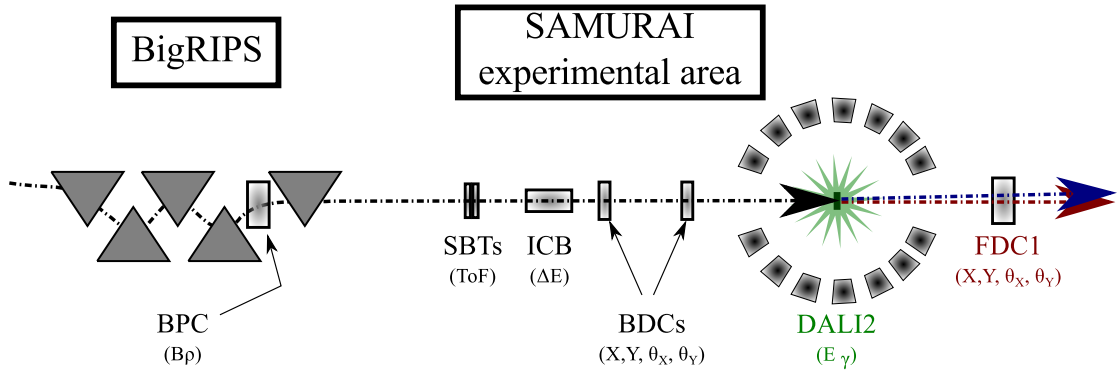 BigRIPS
SAMURAI
experimental area
SBTs
(ToF)
ICB
(ΔE)
BPC
(Bρ)
BDCs
(X,Y, θX, θY)
DALI2
(E γ)
FDC1
(X,Y, θX, θY)